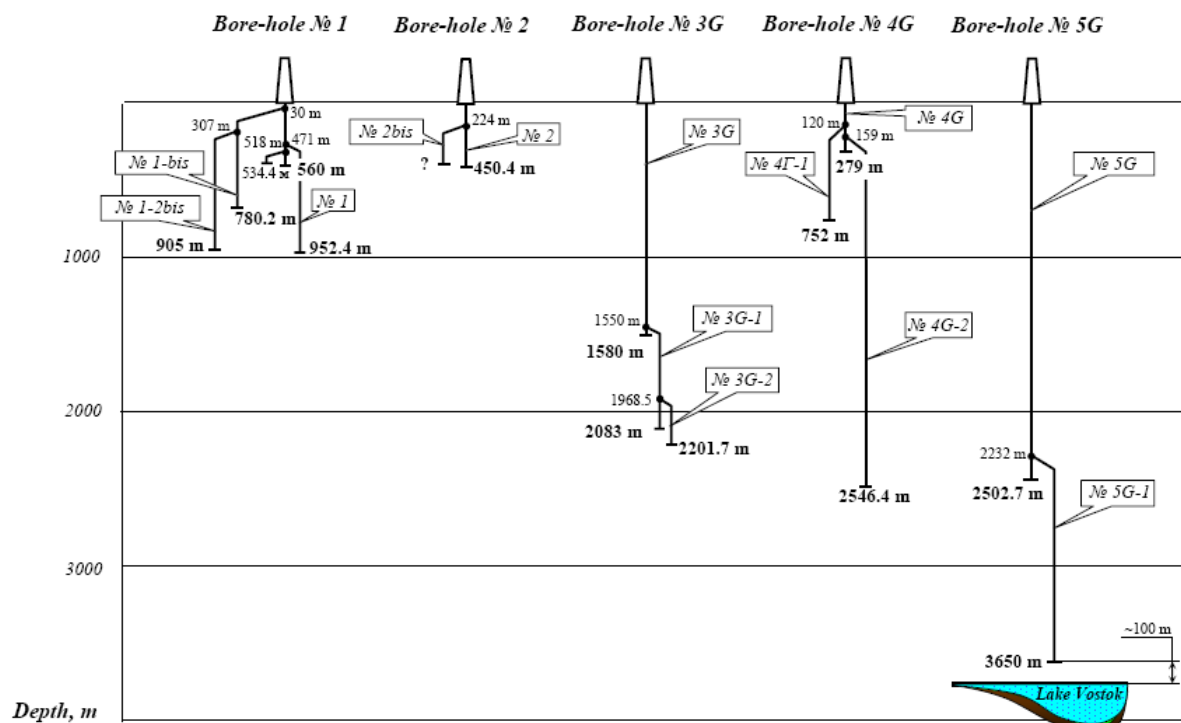 Bore-hole № 1
Bore-hole № 2
Bore-hole № 3G
Bore-hole № 4G
Bore-hole № 5G
30 m
307 m
518 m
471 m
534.4 м
560 m
№ 1-bis
№ 1-2bis
780.2 m
№ 1
905 m
952.4 m
224 m
№ 2bis
№ 2
?
450.4 m
№ 3G
1550 m
1580 m
№ 3G-1
1968.5
№ 3G-2
2083 m
2201.7 m
№ 4G
120 m
159 m
279 m
№ 4Г-1
752 m
№ 4G-2
2546.4 m
№ 5G
2232 m
2502.7 m
№ 5G-1
3650 m
~100 m
Lake Vostok
1000
2000
3000
Depth, m